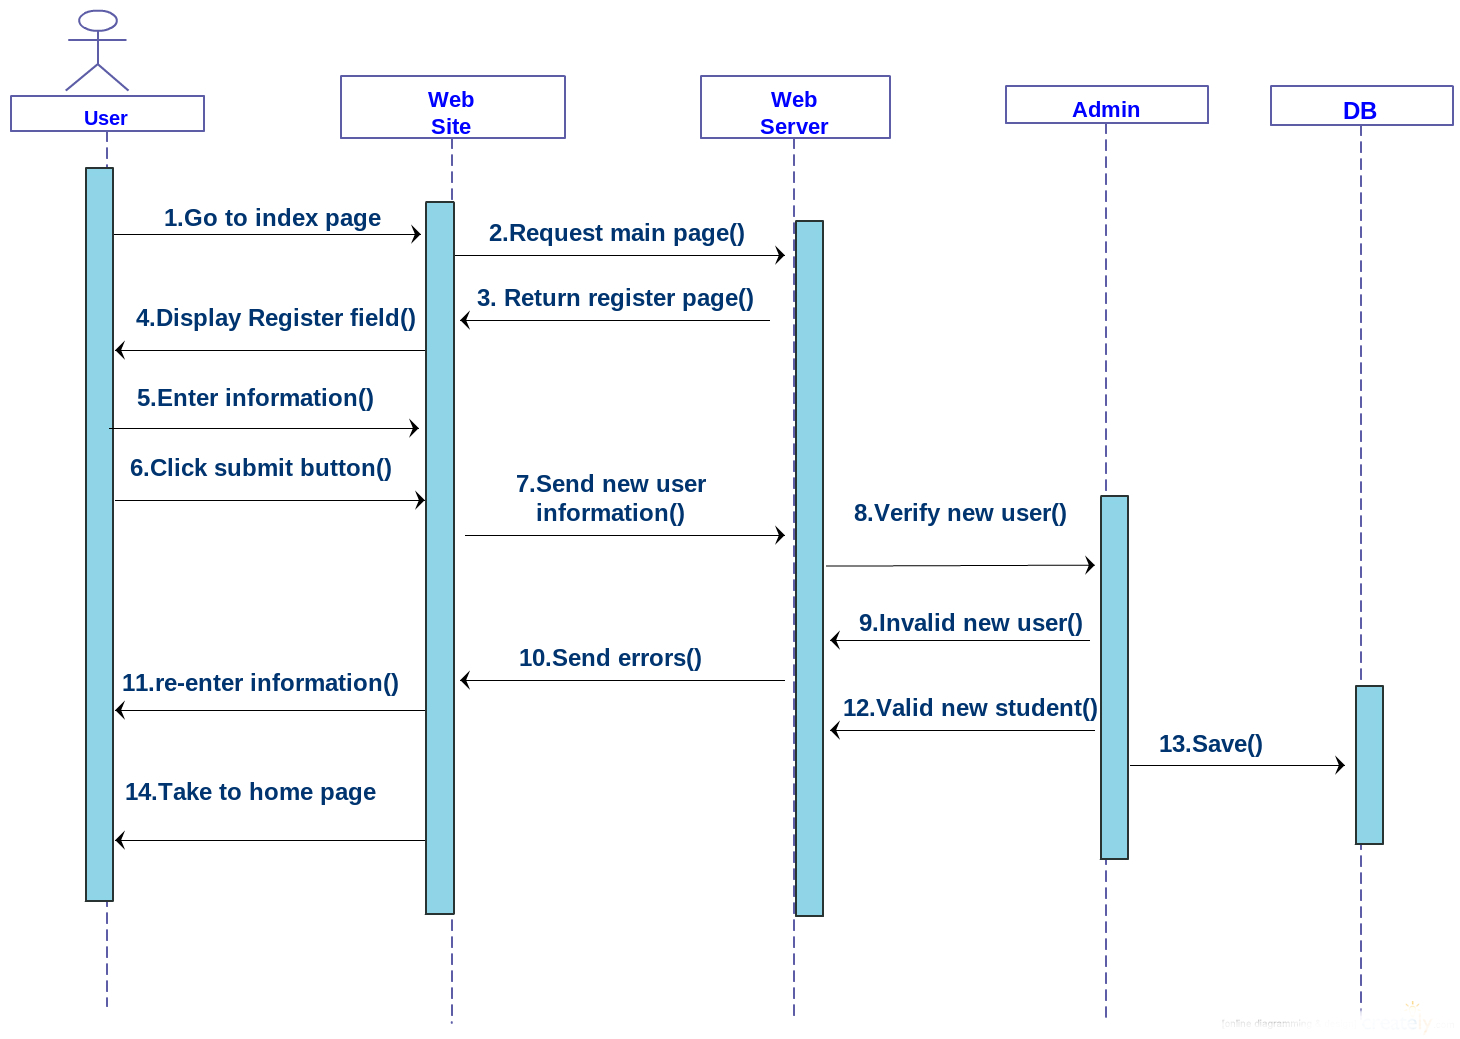 User
Web
Site
Web
Server
Admin
DB
1.Go to index page
2.Request main page()
3. Return register page()
4.Display Register field()
5.Enter information()
6.Click submit button()
7.Send new user
information()
8.Verify new user()
9.Invalid new user()
10.Send errors()
11.re-enter information()
12.Valid new student()
13.Save()
14.Take to home page
[online diagramming
creately